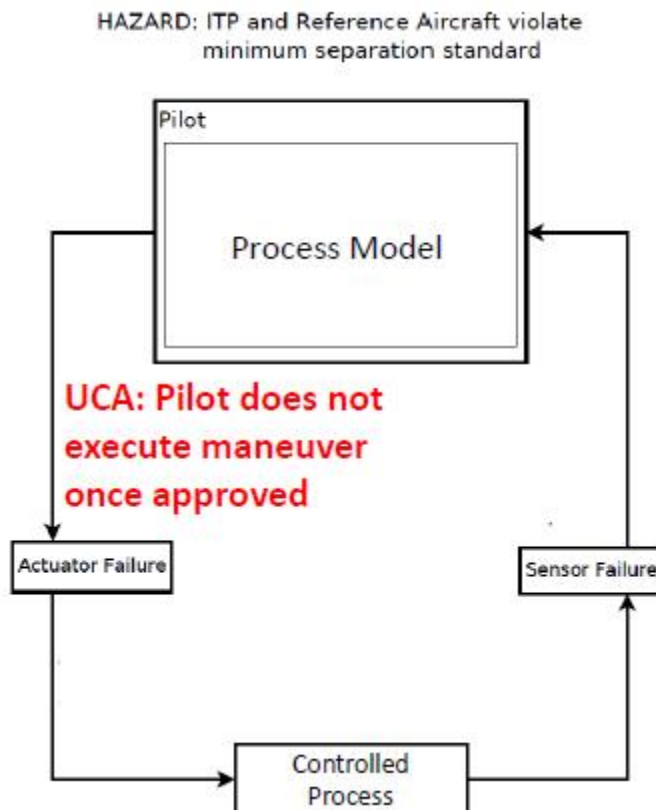 HAZARD: ITP and Reference Aircraft violate
minimum separation standard
Pilot
Process Model
UCA: Pilot does not
execute maneuver
once approved
Actuator Failure
Sensor Failure
Controlled
Process